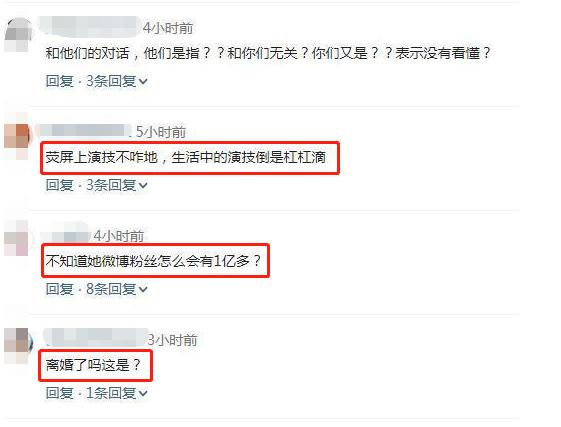 4小时前
和他们的对话，他们是指？？和你们无关？你们又是？？表示没有看懂？
回复 · 3条回复
5小时前
荧屏上演技不咋地，生活中的演技倒是杠杠滴
回复 · 3条回复
4小时前
不知道她微博粉丝怎么会有1亿多？
回复 · 8条回复
3小时前
离婚了吗这是？
回复 · 1条回复